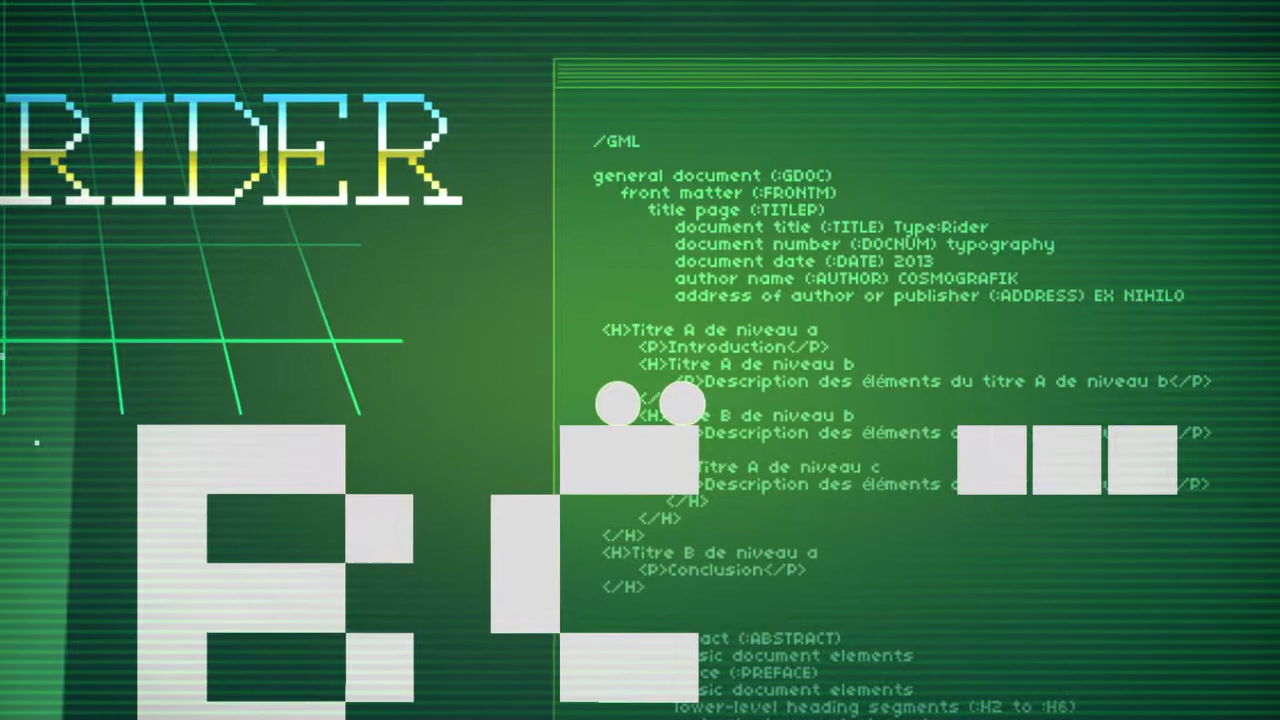 RIDER
/GML
general document (:GDOC)
front matter (:FRONTM)
title page (:TITLEP)
document title (:TITLE) Type:Rider
document number (:DOCNUM) typography
document date (:DATE) 2013
author name (:AUTHOR) COSMOGRAFIK
address of author or publisher (:ADDRESS) EX NIHILO
<H>Titre A de niveau a
<P>Introduction</P>
<H>Titre A de niveau b
<P>Description des éléments du titre A de niveau b</P>
B de niveau b
Description des éléments /P>
Titre A de niveau c
Description des éléments /P>
</H>
</H>
</H>
<H>Titre B de niveau a
<P>Conclusion</P>
</H>
(:ABSTRACT)
document elements
(:PREFACE)
document elements
lower-level heading segments (:H2 to :H6)
B C